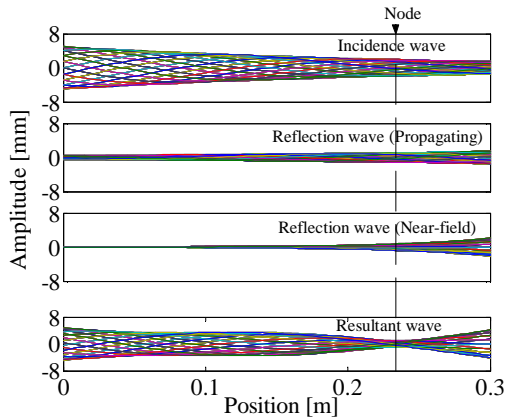 Node
8
Incidence wave
0
-8
8
Reflection wave (Propagating)
0
-8
8
Reflection wave (Near-field)
0
-8
8
Resultant wave
0
-8
0
0.1
0.2
0.3
Amplitude [mm]
Position [m]